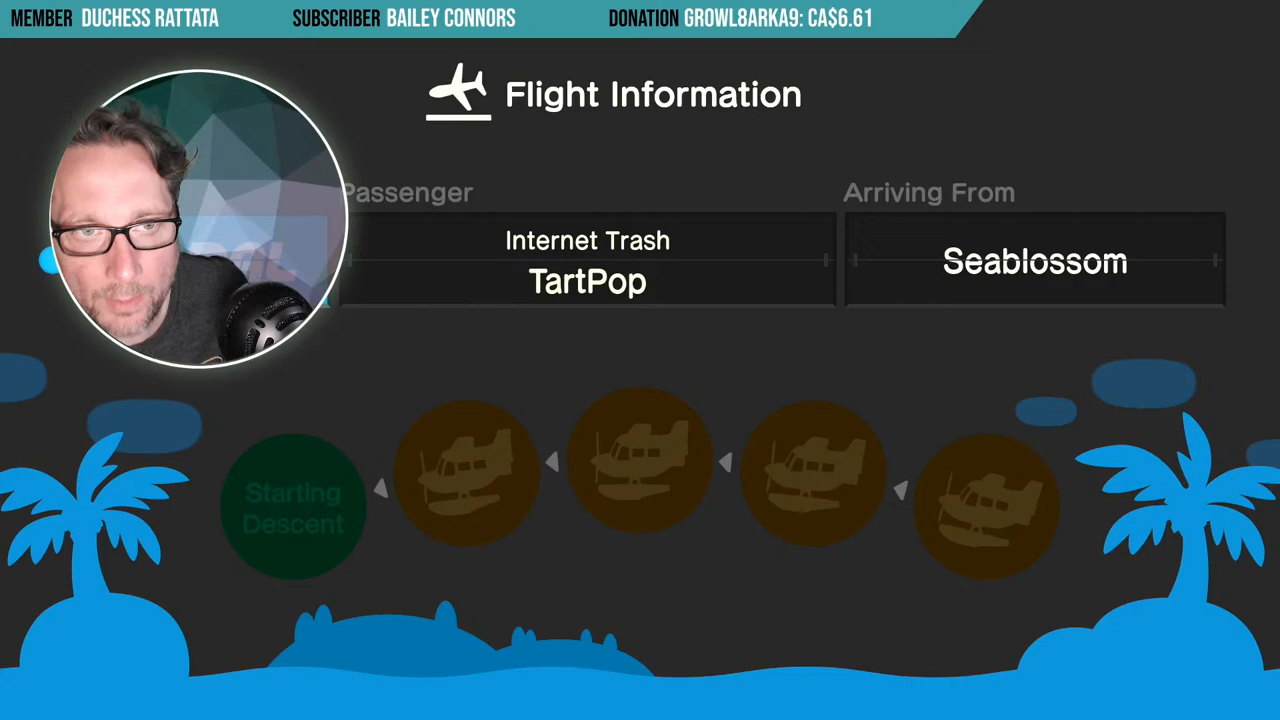 MEMBER DUCHESS RATTATA SUBSCRIBER BAILEY CONNORS DONATION GROWL8ARKA9: CA$6.61
Flight Information
Passenger
Arriving From
Internet Trash
TartPop
Seablossom
Starting
Descent